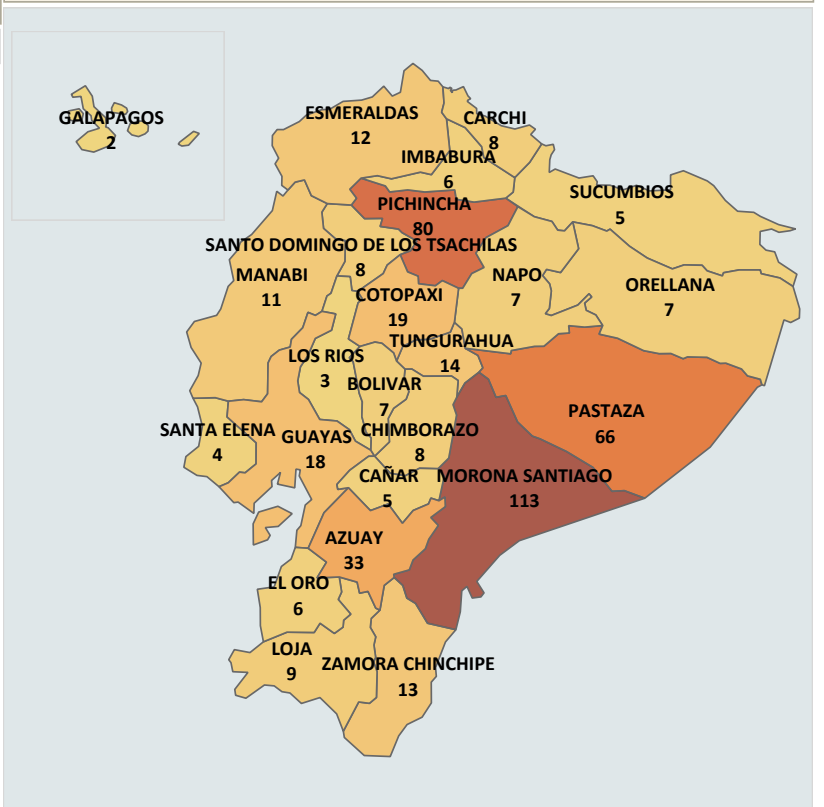 ESMERALDAS
12
CARCHI
8
GALAPAGOS
2
IMBABURA
6
SUCUMBIOS
5
PICHINCHA
80
SANTO DOMINGO DE LOS TSACHILAS
8
MANABI
11
NAPO
7
ORELLANA
7
COTOPAXI
19
TUNGURAHUA
14
LOS RIOS
3
BOLIVAR
7
PASTAZA
66
SANTA ELENA
4
GUAYAS
18
CHIMBORAZO
8
CAÑAR
5
MORONA SANTIAGO
113
AZUAY
33
EL ORO
6
LOJA
9
ZAMORA CHINCHIPE
13